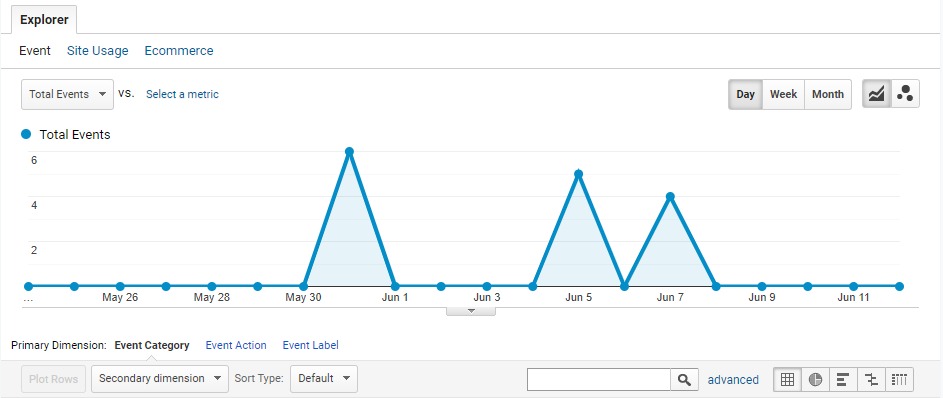 Explorer
Event Site Usage Ecommerce
Total Events vs. Select a metric Day Week Month
Total Events
6
4
2
... May 26 May 28 May 30 Jun 1 Jun 3 Jun 5 Jun 7 Jun 9 Jun 11
Primary Dimension: Event Category Event Action Event Label
Plot Rows Secondary dimension Sort Type: Default advanced